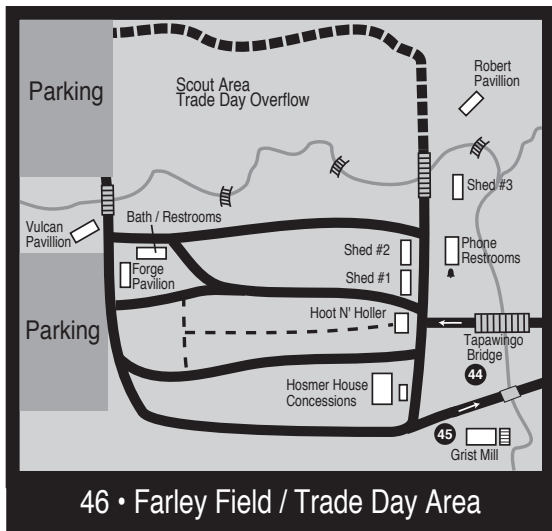 Parking
Scout Area
Trade Day Overflow
Robert
Pavillion
Shed #3
Bath / Restrooms
Vulcan
Pavillion
Forge
Pavilion
Shed #2
Phone
Restrooms
Shed #1
Hoot N' Holler
Parking
Tapawingo
Bridge
44
Hosmer House
Concessions
45
Grist Mill
46 • Farley Field / Trade Day Area